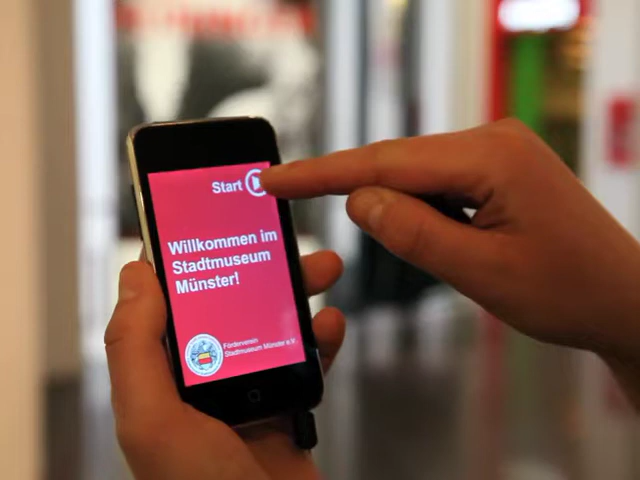 Start
Willkommen im
Stadtmuseum
Münster!
Förderverein
Stadtmuseum Münster e.V.